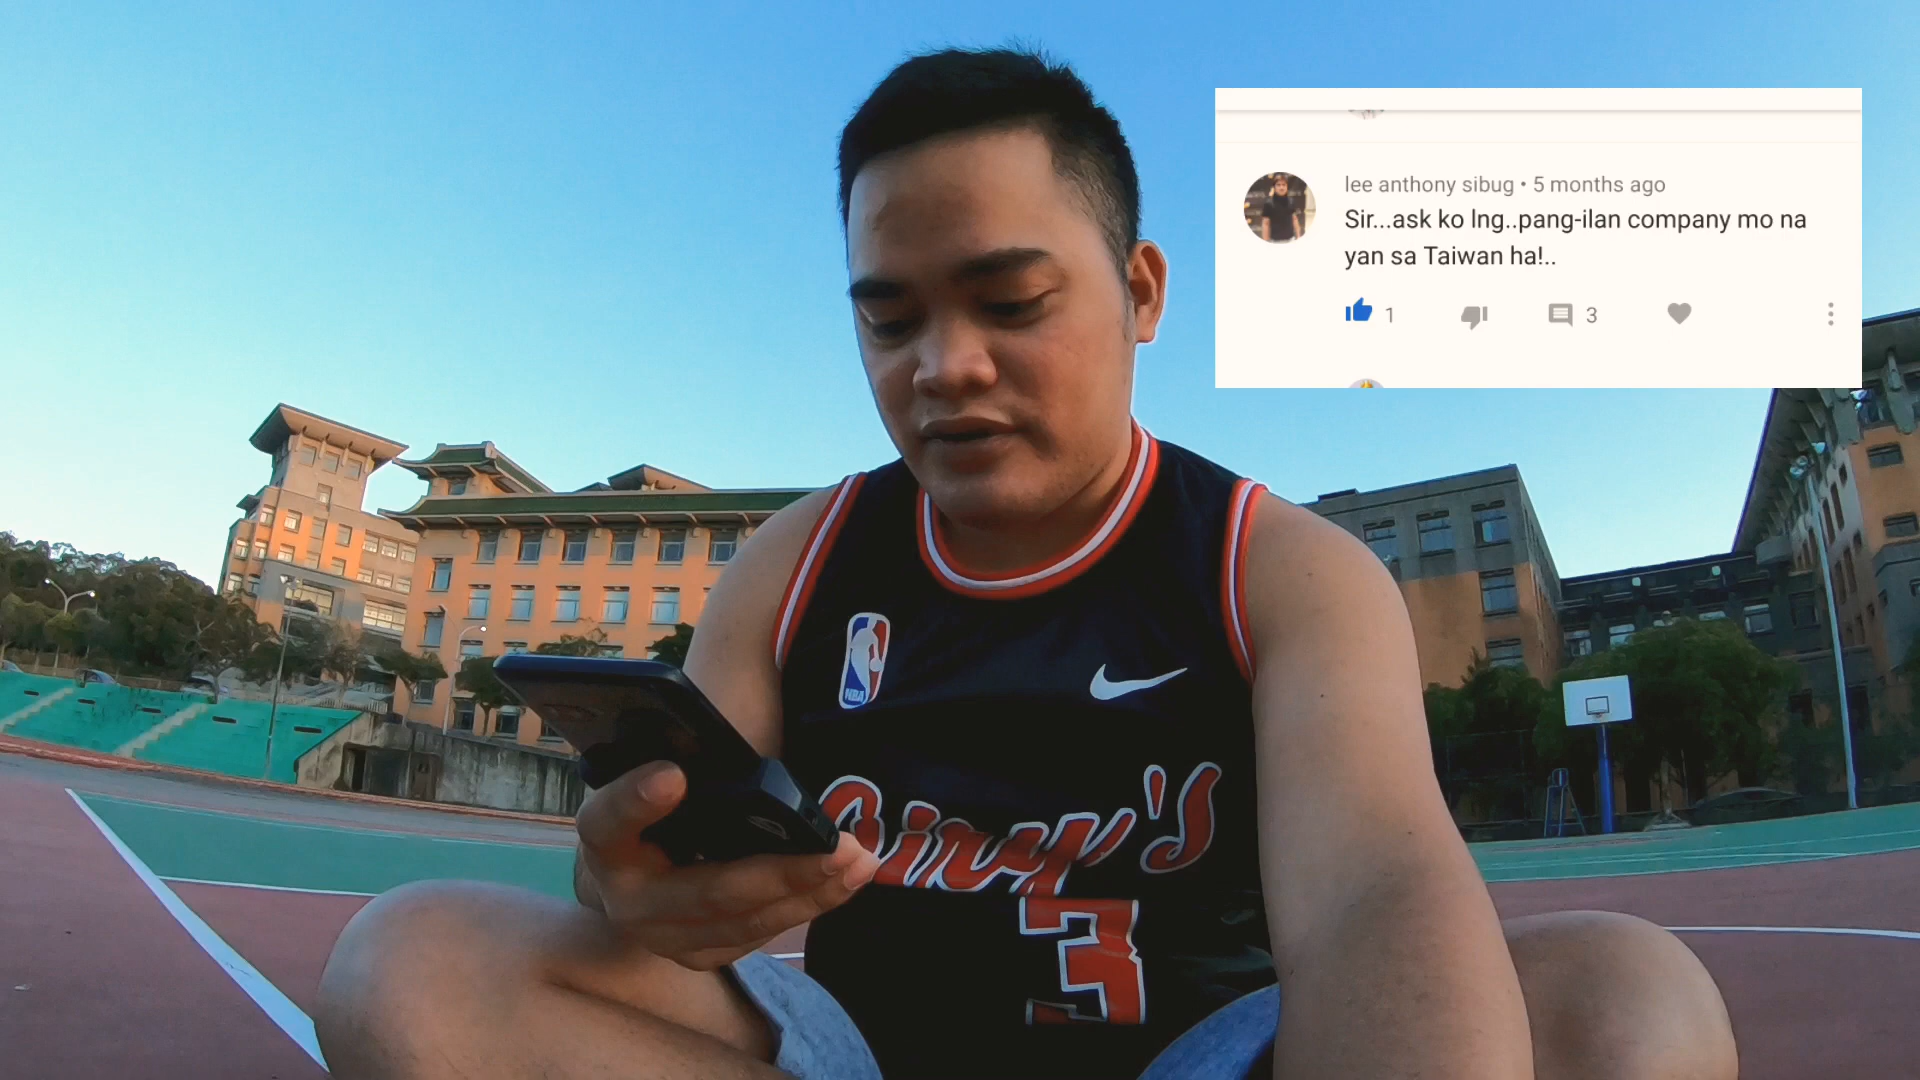 lee anthony sibug • 5 months ago
Sir...ask ko lng..pang-ilan company mo na
yan sa Taiwan ha!..
1
3
NBA
3